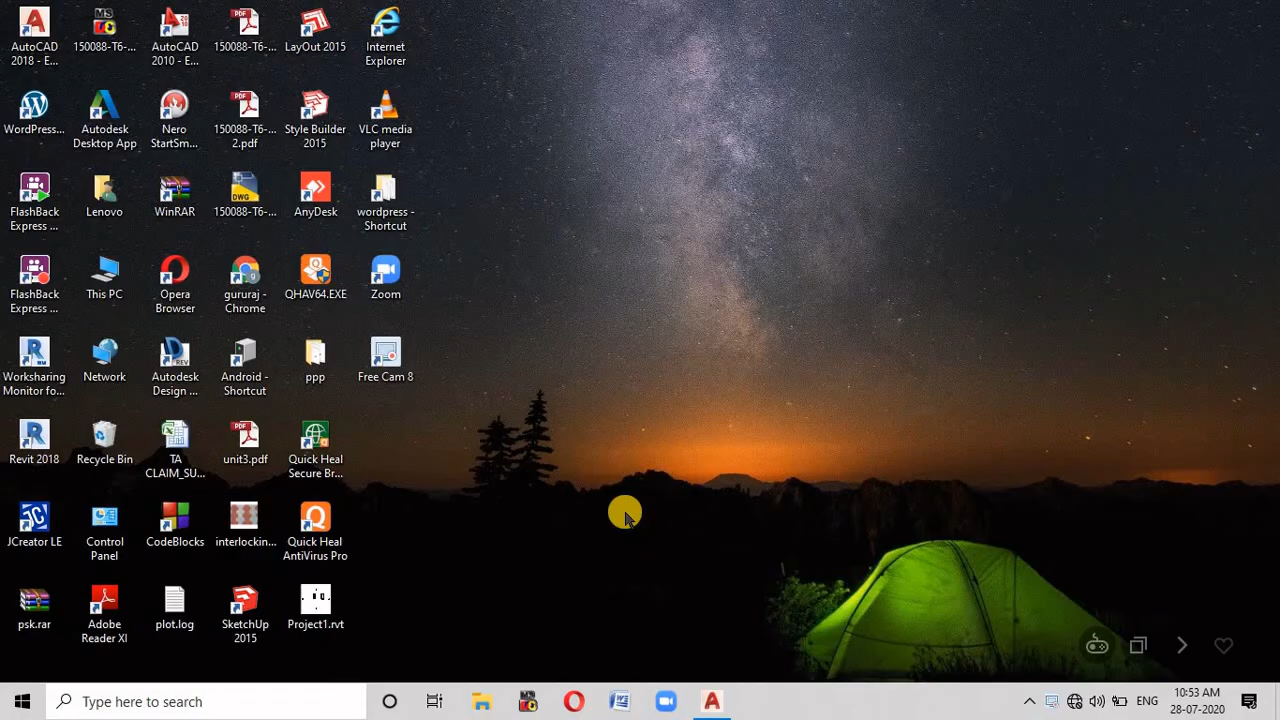 AutoCAD
2018 - E...
150088-T6-...
AutoCAD
2010 - E...
150088-T6-...
LayOut 2015
Internet
Explorer
WordPress...
Autodesk
Desktop App
Nero
StartSm...
150088-T6-...
2.pdf
Style Builder
2015
VLC media
player
FlashBack
Express ...
Lenovo
WinRAR
150088-T6-...
AnyDesk
wordpress -
Shortcut
FlashBack
Express ...
This PC
Opera
Browser
gururaj -
Chrome
QHAV64.EXE
Zoom
Worksharing
Monitor fo...
Network
Autodesk
Design ...
Android -
Shortcut
ppp
Free Cam 8
Revit 2018
Recycle Bin
TA
CLAIM_SU...
unit3.pdf
Quick Heal
Secure Br...
JCreator LE
Control
Panel
CodeBlocks
interlockin...
Quick Heal
AntiVirus Pro
psk.rar
Adobe
Reader XI
plot.log
SketchUp
2015
Project1.rvt
Type here to search
ENG
10:53 AM
28-07-2020